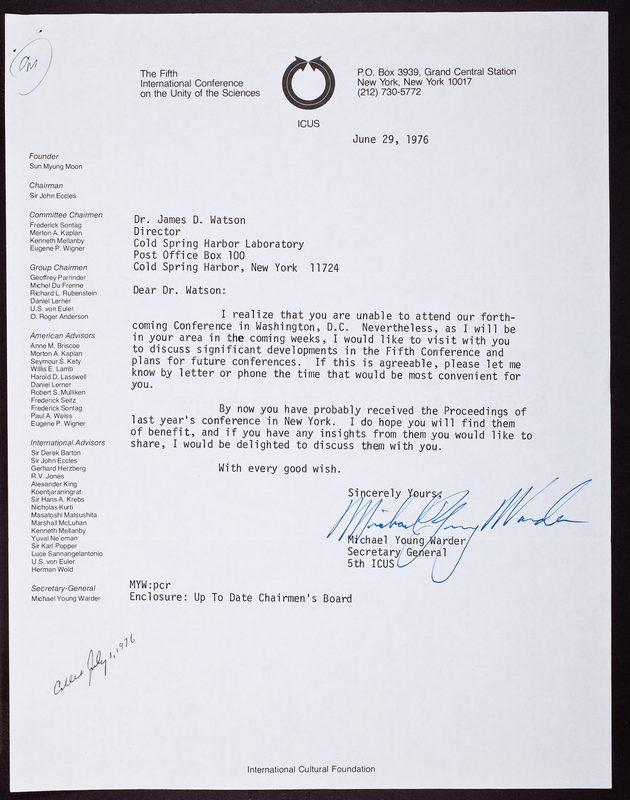 The Fifth
International Conference
on the Unity of the Sciences
ICUS
P.O. Box 3939, Grand Central Station
New York, New York 10017
(212) 730-5772
June 29, 1976
Founder
Sun Myung Moon
Chairman
Sir John Eccles
Committee Chairmen
Frederick Sontag
Morton A. Kaplan
Kenneth Mellanby
Eugene P. Wigner
Group Chairmen
Geoffrey Parrinder
Michel Du Frenne
Richard L. Rubenstein
Daniel Lerner
U.S. von Euler
O. Roger Anderson
American Advisors
Anne M. Briscoe
Morton A. Kaplan
Seymour S. Kety
Willis E. Lamb
Harold D. Lasswell
Daniel Lerner
Robert S. Mulliken
Frederick Seitz
Frederick Sontag
Paul A. Weiss
Eugene P. Wigner
International Advisors
Sir Derek Barton
Sir John Eccles
Gerhard Herzberg
R.V. Jones
Alexander King
Koentjaraningrat
Sir Hans A. Krebs
Nicholas Kurti
Masatoshi Matsushita
Marshall McLuhan
Kenneth Mellanby
Yuval Ne'eman
Sir Karl Popper
Luce Sannangelantonio
U.S. von Euler
Herman Wold
Secretary-General
Michael Young Warder
Dr. James D. Watson
Director
Cold Spring Harbor Laboratory
Post Office Box 100
Cold Spring Harbor, New York 11724
Dear Dr. Watson:
I realize that you are unable to attend our forth-
coming Conference in Washington, D.C. Nevertheless, as I will be
in your area in the coming weeks, I would like to visit with you
to discuss significant developments in the Fifth Conference and
plans for future conferences. If this is agreeable, please let me
know by letter or phone the time that would be most convenient for
you.
By now you have probably received the Proceedings of
last year's conference in New York. I do hope you will find them
of benefit, and if you have any insights from them you would like to
share, I would be delighted to discuss them with you.
With every good wish.
Sincerely Yours,
Michael Young Warder
Michael Young Warder
Secretary General
5th ICUS
MYW:pcr
Enclosure: Up To Date Chairmen's Board
July 1, 1976
International Cultural Foundation